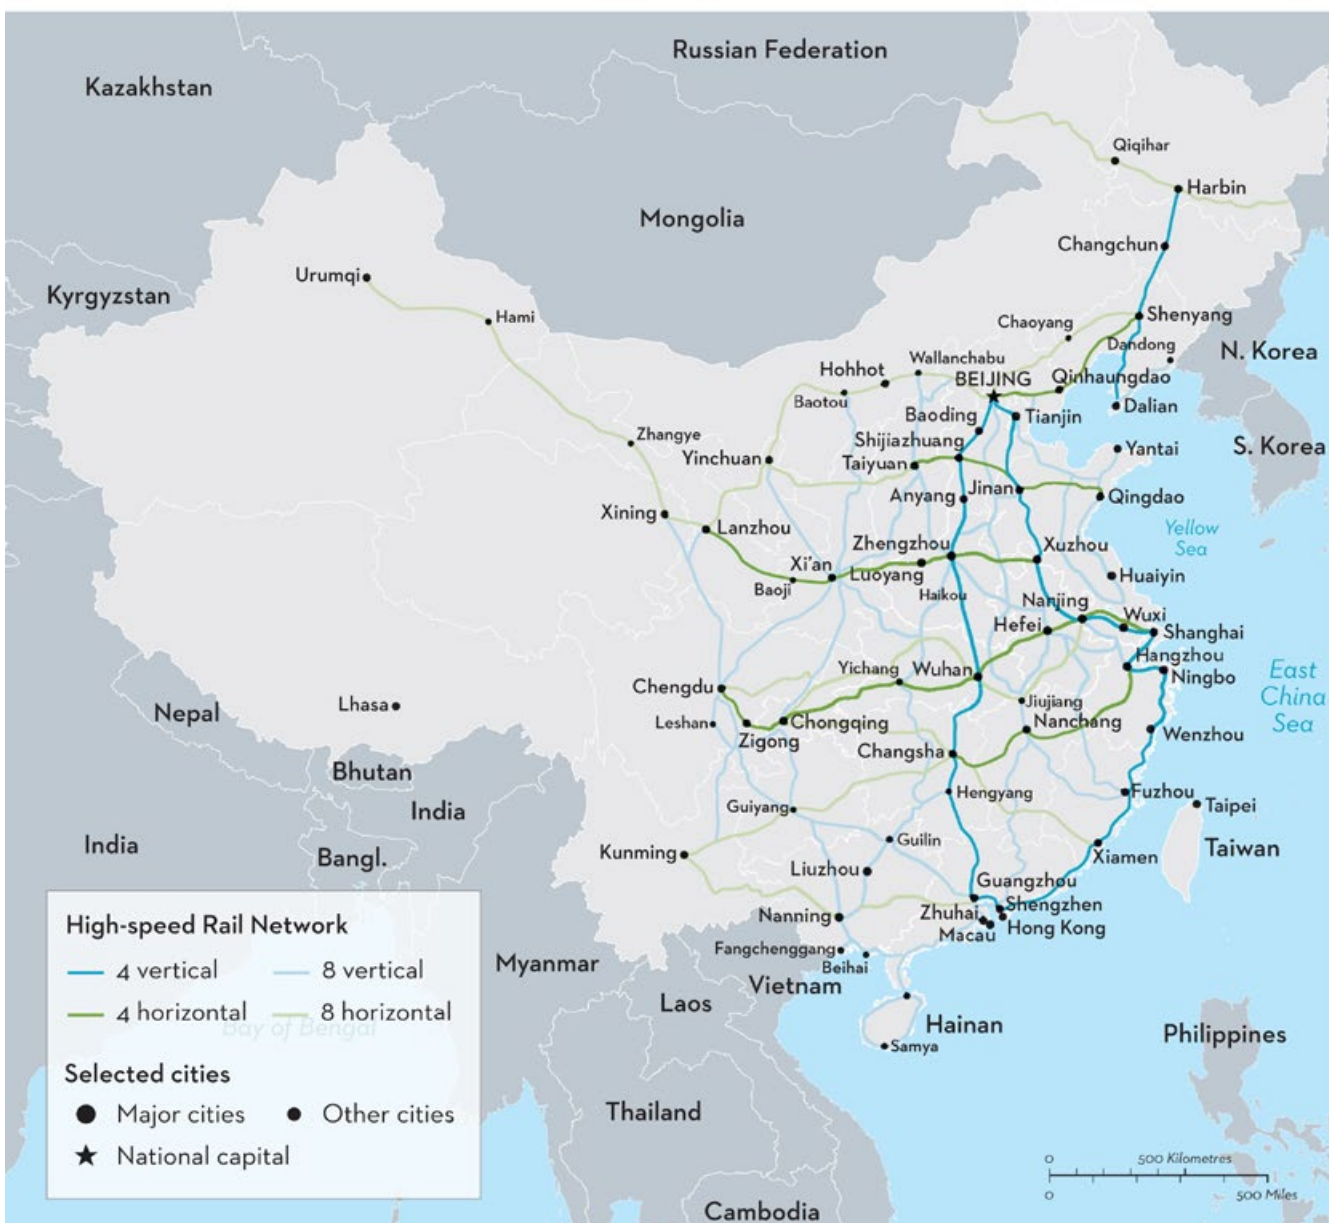 Russian Federation
Kazakhstan
Qiqihar
Harbin
Mongolia
Changchun
Urumqi
Kyrgyzstan
Hami
Shenyang
Chaoyang
Dandong
N. Korea
Wallanchabu
Hohhot
BEIJING
Qinhaungdao
Baotou
Dalian
Baoding
Tianjin
Zhangye
Shijiazhuang
Yantai
S. Korea
Yinchuan
Taiyuan
Anyang
Jinan
Qingdao
Xining
Lanzhou
Yellow
Sea
Zhengzhou
Xuzhou
Xi'an
Luoyang
Huaiyin
Baoji
Haikou
Nanjing
Wuxi
Hefei
Shanghai
Hangzhou
Yichang
Wuhan
Ningbo
East
China
Sea
Chengdu
Lhasa
Nepal
Jiujiang
Leshan
Chongqing
Nanchang
Zigong
Wenzhou
Changsha
Bhutan
Hengyang
Fuzhou
Taipei
India
Guiyang
India
Guilin
Taiwan
Bangl.
Kunming
Xiamen
Liuzhou
Guangzhou
Shengzhen
Nanning
Zhuhai
Hong Kong
Macau
Fangchenggang
Beihai
Myanmar
Vietnam
Laos
Hainan
Samya
Philippines
Thailand
Cambodia
High-speed Rail Network
4 vertical
8 vertical
4 horizontal
8 horizontal
Bay of Bengal
Selected cities
Major cities
Other cities
National capital
0 500 Kilometres
0 500 Miles